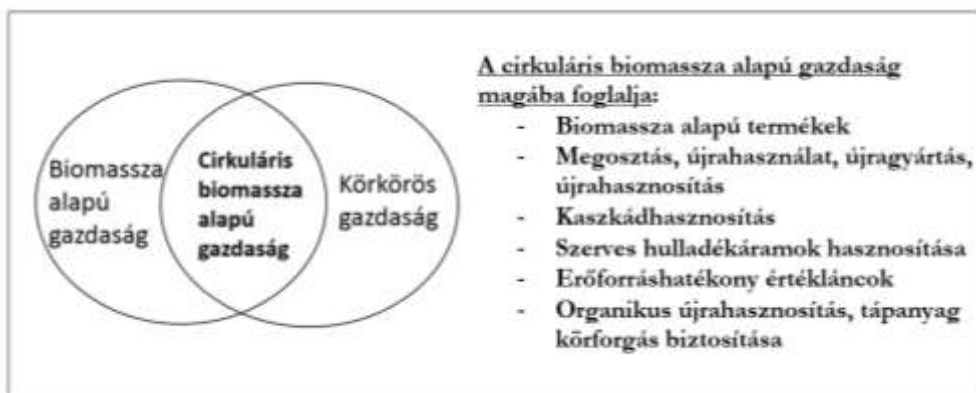 Biomassza
alapú
gazdaság
Cirkuláris
biomassza
alapú
gazdaság
Körkörös
gazdaság
A cirkuláris biomassza alapú gazdaság
magába foglalja:
- Biomassza alapú termékek
- Megosztás, újrahasználat, újragyártás,
újrahasznosítás
- Kaszkádhasznosítás
- Szerves hulladékáramok hasznosítása
- Erőforráshatékony értékláncok
- Organikus újrahasznosítás, tápanyag
körforgás biztosítása